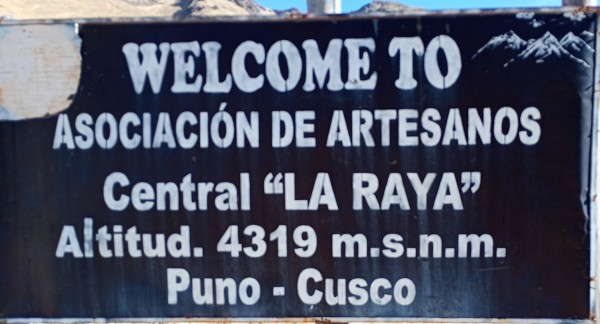 WELCOME TO
ASOCIACIÓN DE ARTESANOS
Central “LA RAYA”
Altitud. 4319 m.s.n.m.
Puno - Cusco